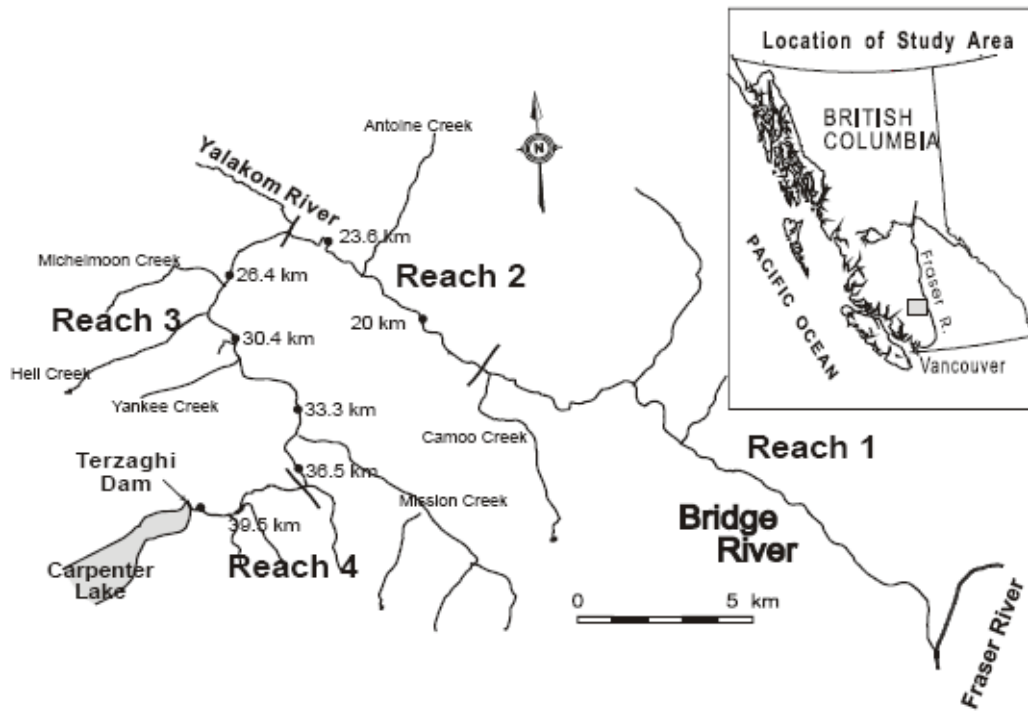 Location of Study Area
BRITISH
COLUMBIA
PACIFIC OCEAN
Fraser R.
Vancouver
Antoine Creek
N
Yalakom River
23.6 km
Michelmoon Creek
26.4 km
Reach 2
Reach 3
20 km
30.4 km
Hell Creek
Yankee Creek
33.3 km
Camoo Creek
Reach 1
Terzaghi
Dam
36.5 km
Mission Creek
39.5 km
Bridge
River
Reach 4
Carpenter
Lake
0 5 km
Fraser River